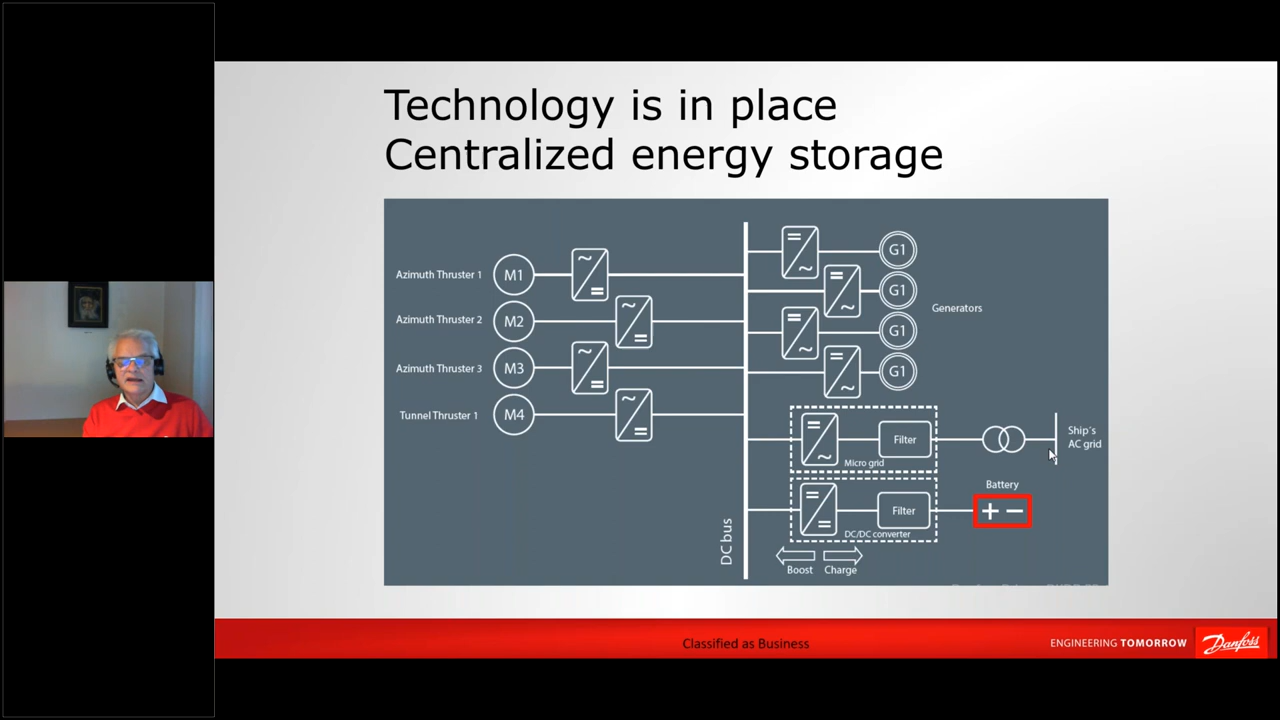 Technology is in place
Centralized energy storage
Azimuth Thruster 1
M1
Azimuth Thruster 2
M2
Azimuth Thruster 3
M3
Tunnel Thruster 1
M4
G1
G1
G1
G1
Generators
Filter
Micro grid
Ship´s
AC grid
Battery
Filter
DC/DC converter
Boost
Charge
DC bus
Classified as Business
ENGINEERING TOMORROW
Danfoss